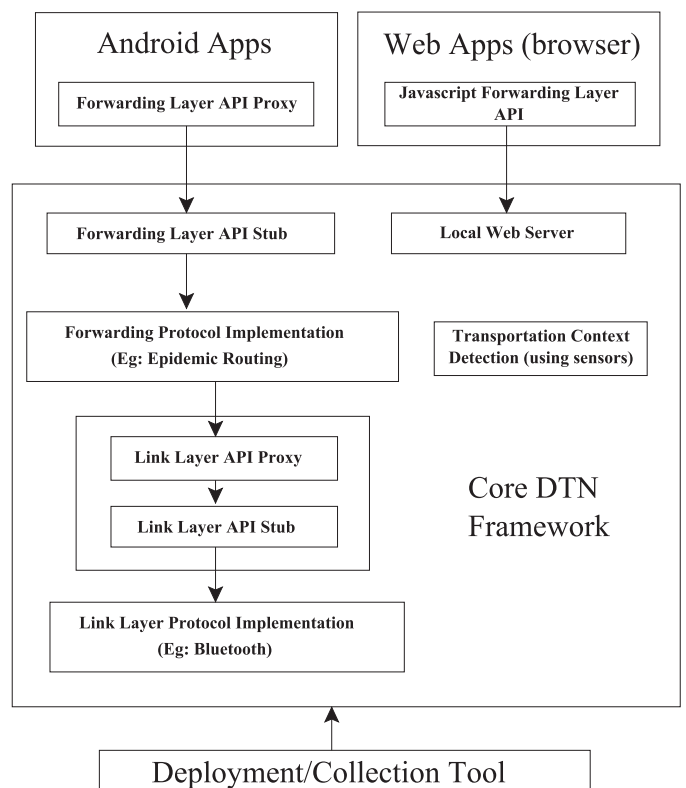 Android Apps
Forwarding Layer API Proxy
Web Apps (browser)
Javascript Forwarding Layer
API
Forwarding Layer API Stub
Local Web Server
Forwarding Protocol Implementation
(Eg: Epidemic Routing)
Transportation Context
Detection (using sensors)
Link Layer API Proxy
Link Layer API Stub
Core DTN
Framework
Link Layer Protocol Implementation
(Eg: Bluetooth)
Deployment/Collection Tool